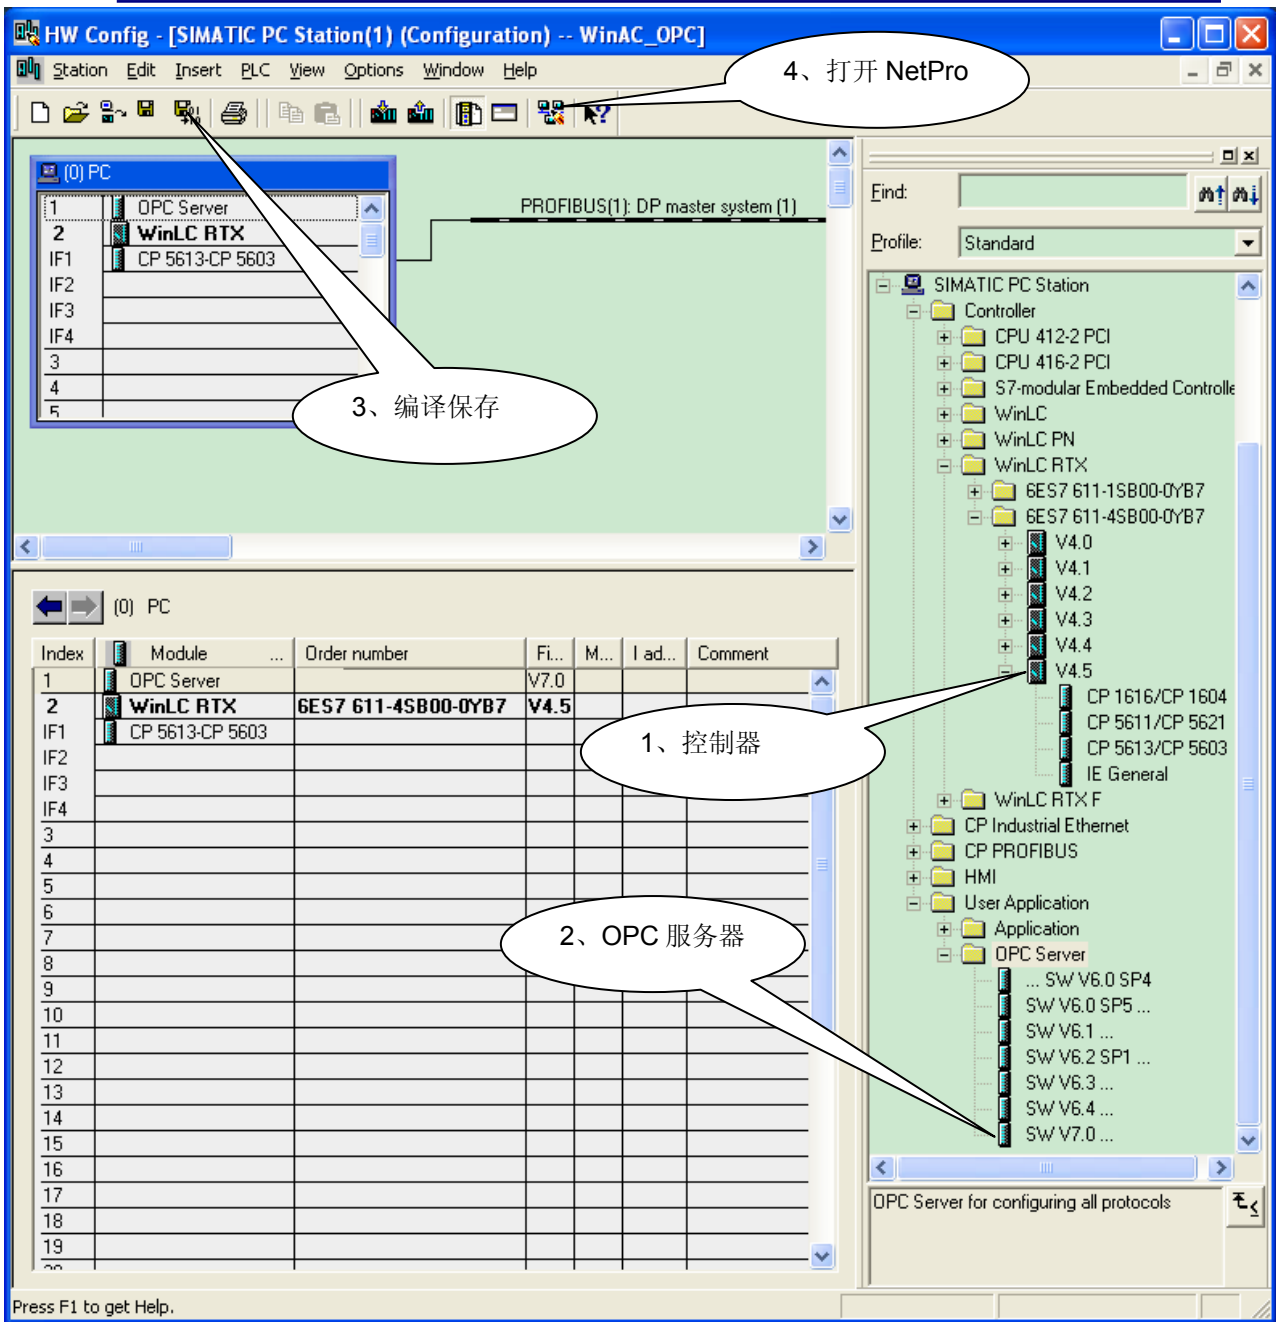 HW Config - [SIMATIC PC Station(1) (Configuration) -- WinAC_OPC]
Station Edit Insert PLC View Options Window Help
4、打开 NetPro
(0) PC
1 OPC Server
2 WinLC RTX
IF1 CP 5613-CP 5603
IF2
IF3
IF4
3
4
5
PROFIBUS(1): DP master system (1)
3、编译保存
Find:
Profile: Standard
SIMATIC PC Station
Controller
CPU 412-2 PCI
CPU 416-2 PCI
S7-modular Embedded Controlle
WinLC
WinLC PN
WinLC RTX
6ES7 611-1SB00-0YB7
6ES7 611-4SB00-0YB7
V4.0
V4.1
V4.2
V4.3
V4.4
V4.5
CP 1616/CP 1604
CP 5611/CP 5621
CP 5613/CP 5603
IE General
WinLC RTX F
CP Industrial Ethernet
CP PROFIBUS
HMI
User Application
Application
OPC Server
... SW V6.0 SP4
SW V6.0 SP5 ...
SW V6.1 ...
SW V6.2 SP1 ...
SW V6.3 ...
SW V6.4 ...
SW V7.0 ...
OPC Server for configuring all protocols
1、控制器
2、OPC 服务器
(0) PC
Index Module ... Order number Fi... M... I ad... Comment
1 OPC Server V7.0
2 WinLC RTX 6ES7 611-4SB00-0YB7 V4.5
IF1 CP 5613-CP 5603
IF2
IF3
IF4
3
4
5
6
7
8
9
10
11
12
13
14
15
16
17
18
19
20
Press F1 to get Help.